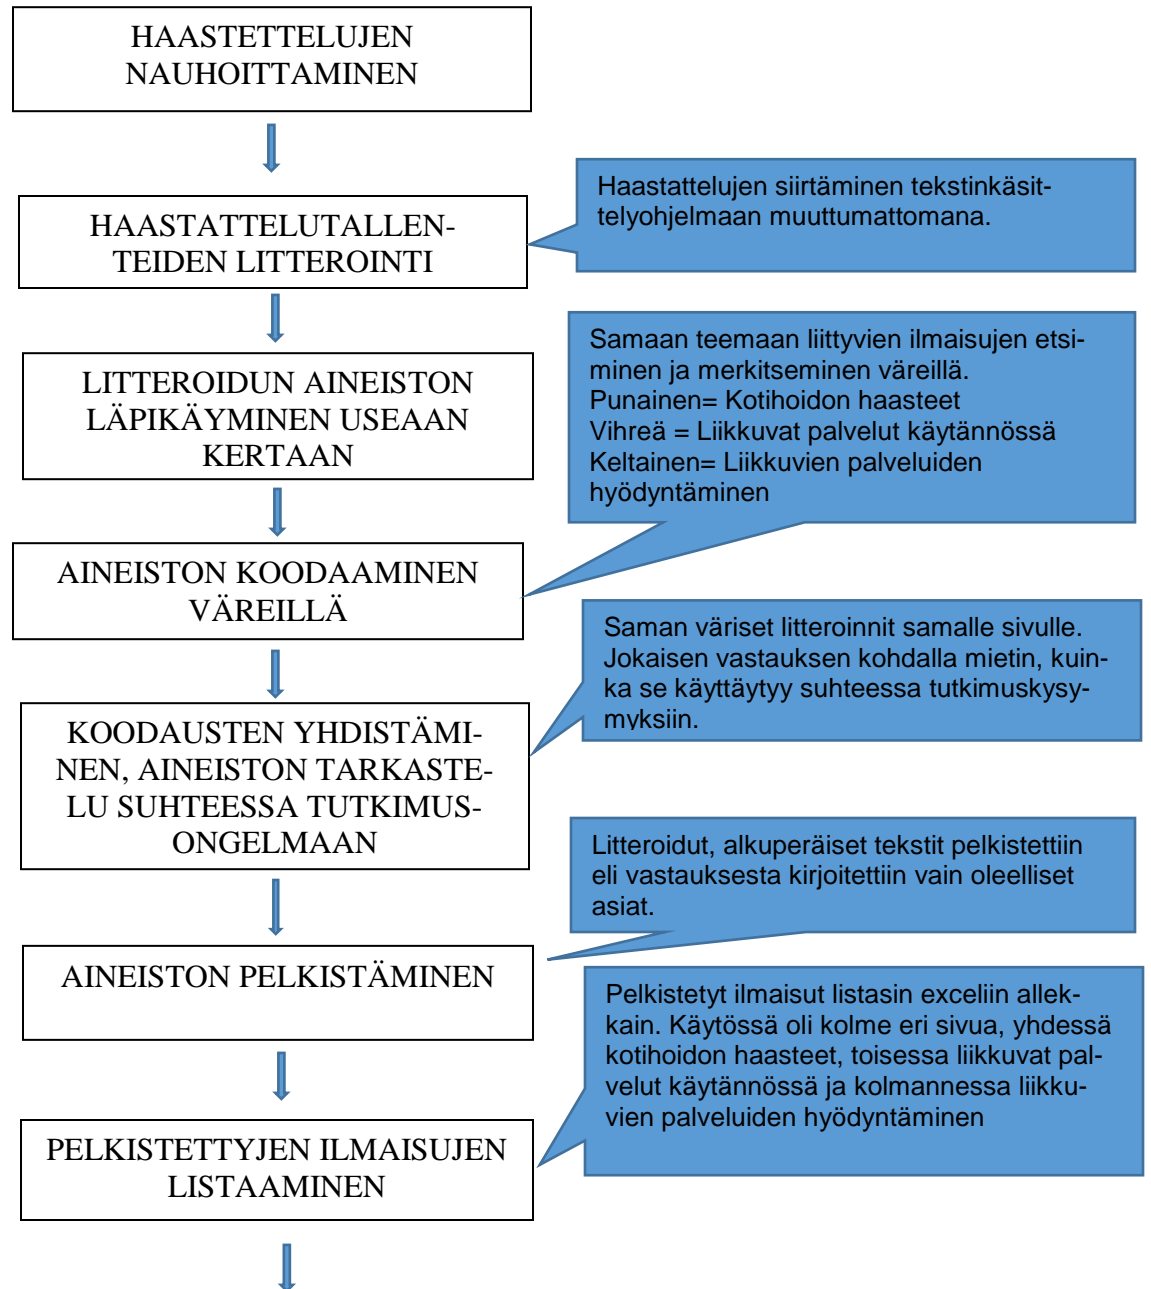 HAASTETTELUJEN
NAUHOITTAMINEN
HAASTATTELUTALLEN-
TEIDEN LITTEROINTI
Haastattelujen siirtäminen tekstinkäsit-
telyohjelmaan muuttumattomana.
LITTEROIDUN AINEISTON
LÄPIKÄYMINEN USEAAN
KERTAAN
Samaan teemaan liittyvien ilmaisujen etsi-
minen ja merkitseminen väreillä.
Punainen= Kotihoidon haasteet
Vihreä = Liikkuvat palvelut käytännössä
Keltainen= Liikkuvien palveluiden
hyödyntäminen
AINEISTON KOODAAMINEN
VÄREILLÄ
Saman väriset litteroinnit samalle sivulle.
Jokaisen vastauksen kohdalla mietin, kuin-
ka se käyttäytyy suhteessa tutkimuskysy-
myksiin.
KOODAUSTEN YHDISTÄMI-
NEN, AINEISTON TARKASTE-
LU SUHTEESSA TUTKIMUS-
ONGELMAAN
Litteroidut, alkuperäiset tekstit pelkistettiin
eli vastauksesta kirjoitettiin vain oleelliset
asiat.
AINEISTON PELKISTÄMINEN
Pelkistetyt ilmaisut listasin exceliin allek-
kain. Käytössä oli kolme eri sivua, yhdessä
kotihoidon haasteet, toisessa liikkuvat pal-
velut käytännössä ja kolmannessa liikku-
vien palveluiden hyödyntäminen
PELKISTETTYJEN ILMAISUJEN
LISTAAMINEN